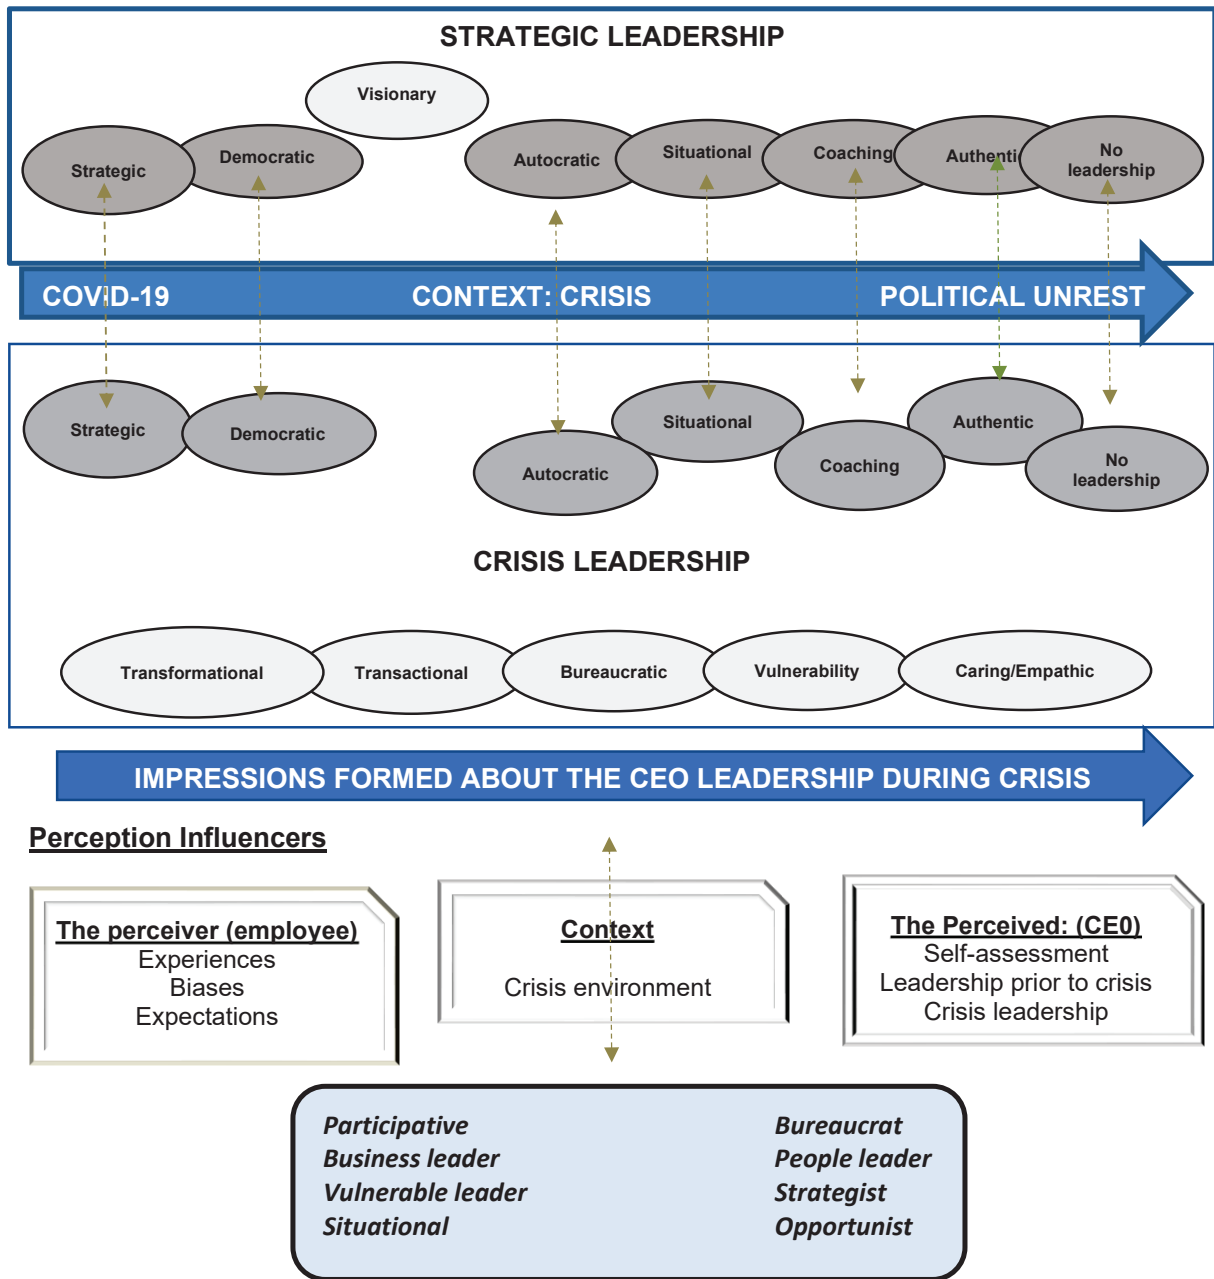 STRATEGIC LEADERSHIP
Visionary
Strategic
Democratic
Autocratic
Situational
Coaching
Authentic
No
leadership
COVID-19
CONTEXT: CRISIS
POLITICAL UNREST
Strategic
Democratic
Autocratic
Situational
Coaching
Authentic
No
leadership
CRISIS LEADERSHIP
Transformational
Transactional
Bureaucratic
Vulnerability
Caring/Empathic
IMPRESSIONS FORMED ABOUT THE CEO LEADERSHIP DURING CRISIS
Perception Influencers
The perceiver (employee)
Experiences
Biases
Expectations
Context
Crisis environment
The Perceived: (CE0)
Self-assessment
Leadership prior to crisis
Crisis leadership
Participative
Business leader
Vulnerable leader
Situational
Bureaucrat
People leader
Strategist
Opportunist